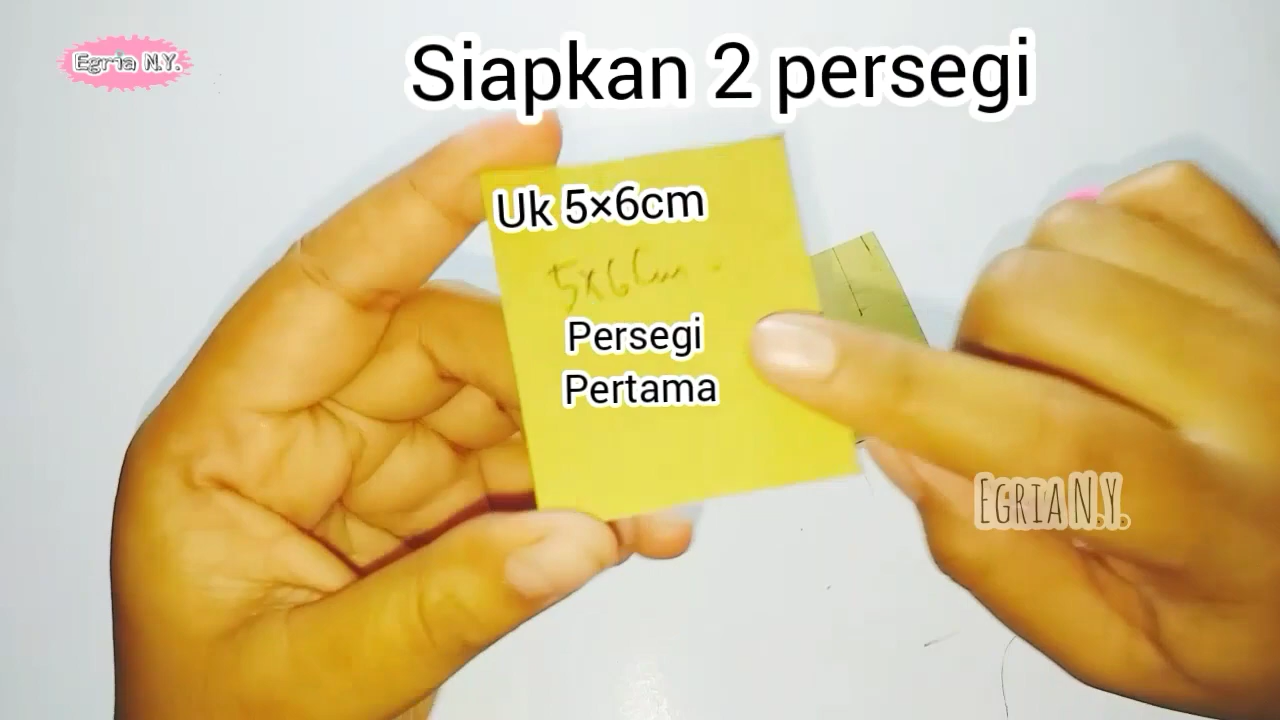 Egria N.Y.
Siapkan 2 persegi
Uk 5×6cm
5x6Cm
Persegi
Pertama
EGRIA N.Y.